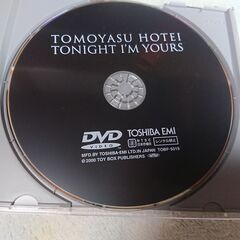 TOMOYASU HOTEI
TONIGHT I'M YOURS
DVD
VIDEO
TOSHIBA EMI
MFD.BY TOSHIBA-EMI LTD.IN JAPAN TOBF-5015
©2000 TOY BOX PUBLISHERS